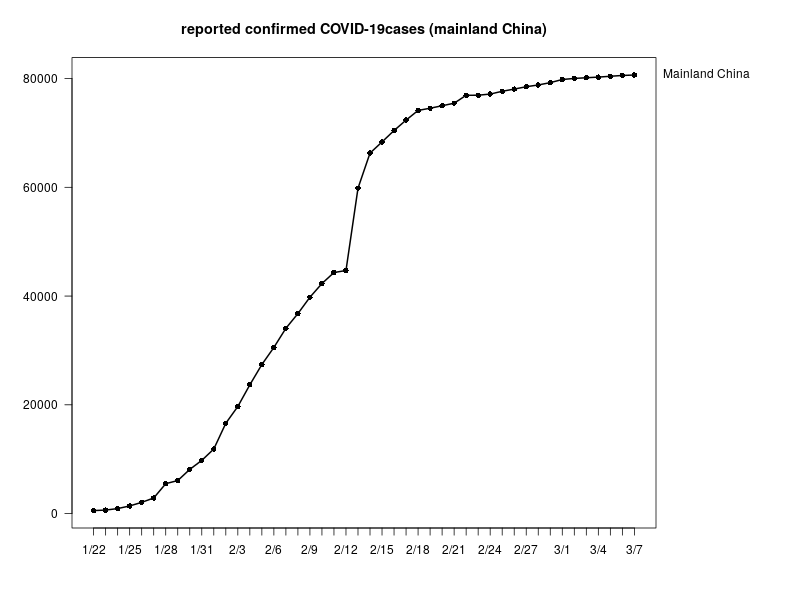 reported confirmed COVID-19cases (mainland China)
Mainland China
80000
60000
40000
20000
0
1/22 1/25 1/28 1/31 2/3 2/6 2/9 2/12 2/15 2/18 2/21 2/24 2/27 3/1 3/4 3/7